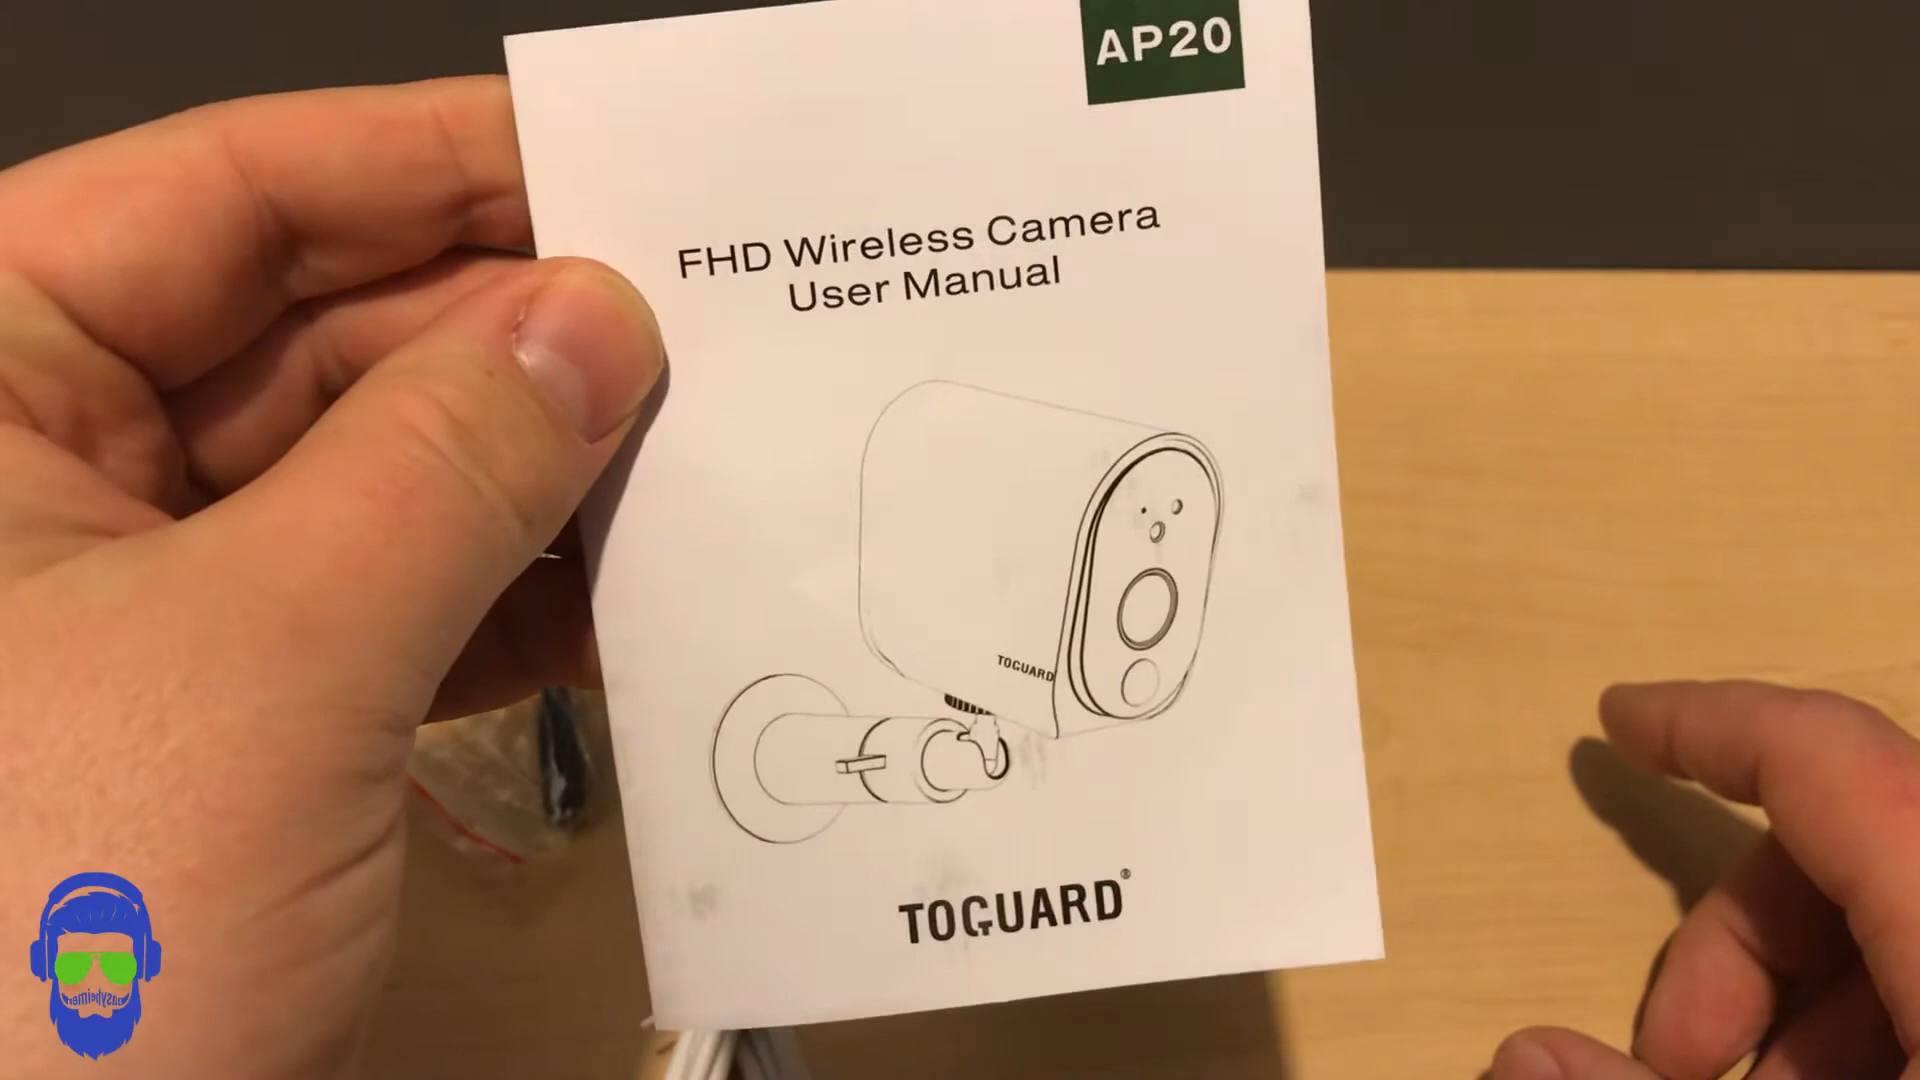 AP20
FHD Wireless Camera
User Manual
TOGUARD
TOGUARD®